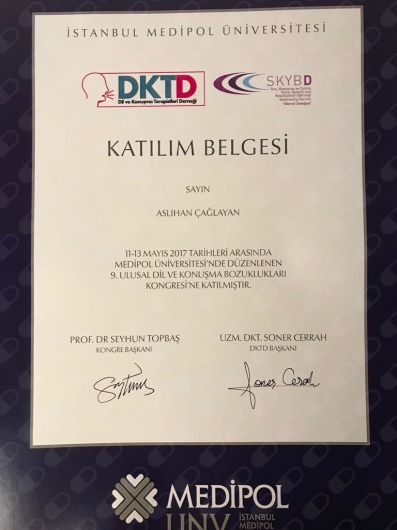 İSTANBUL MEDİPOL ÜNİVERSİTESİ
DKTD
Dil ve Konuşma Terapistleri Derneği
SKYBD
KATILIM BELGESİ
SAYIN
ASLIHAN ÇAĞLAYAN
11-13 MAYIS 2017 TARİHLERİ ARASINDA
MEDİPOL ÜNİVERSİTESİ'NDE DÜZENLENEN
9. ULUSAL DİL VE KONUŞMA BOZUKLUKLARI
KONGRESİ'NE KATILMIŞTIR.
PROF. DR SEYHUN TOPBAŞ
KONGRE BAŞKANI
UZM. DKT. SONER CERRAH
DKTD BAŞKANI
Soner Cerrah
MEDİPOL
UNV
İSTANBUL
MEDİPOL